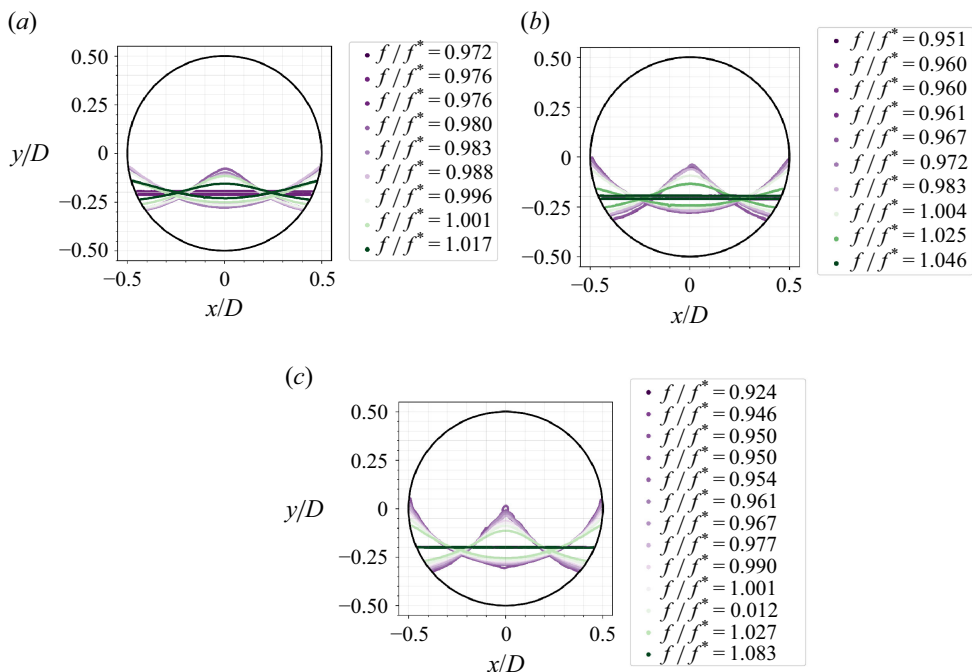 (a)
0.50
0.25
0
−0.25
−0.50
y/D
−0.5
0
0.5
x/D
f/f* = 0.972
f/f* = 0.976
f/f* = 0.976
f/f* = 0.980
f/f* = 0.983
f/f* = 0.988
f/f* = 0.996
f/f* = 1.001
f/f* = 1.017
(b)
0.50
0.25
0
−0.25
−0.50
−0.5
0
0.5
x/D
f/f* = 0.951
f/f* = 0.960
f/f* = 0.960
f/f* = 0.961
f/f* = 0.967
f/f* = 0.972
f/f* = 0.983
f/f* = 1.004
f/f* = 1.025
f/f* = 1.046
(c)
0.50
0.25
0
−0.25
−0.50
y/D
−0.5
0
0.5
x/D
f/f* = 0.924
f/f* = 0.946
f/f* = 0.950
f/f* = 0.950
f/f* = 0.954
f/f* = 0.961
f/f* = 0.967
f/f* = 0.977
f/f* = 0.990
f/f* = 1.001
f/f* = 0.012
f/f* = 1.027
f/f* = 1.083